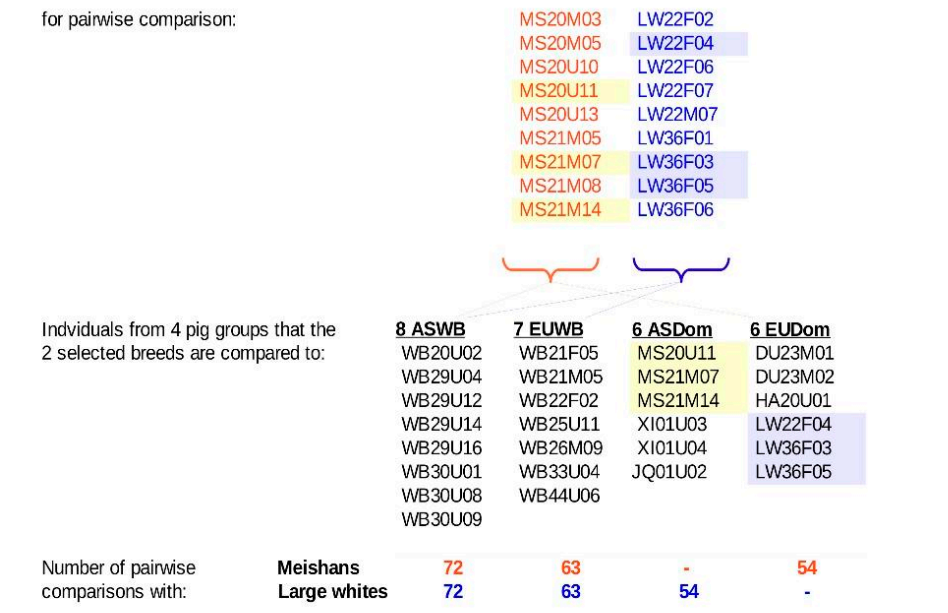 for pairwise comparison: MS20M03 LW22F02
MS20M05 LW22F04
MS20U10 LW22F06
MS20U11 LW22F07
MS20U13 LW22M07
MS21M05 LW36F01
MS21M07 LW36F03
MS21M08 LW36F05
MS21M14 LW36F06
Indviduals from 4 pig groups that the 8 ASWB 7 EUWB 6 ASDom 6 EUDom
2 selected breeds are compared to: WB20U02 WB21F05 MS20U11 DU23M01
WB29U04 WB21M05 MS21M07 DU23M02
WB29U12 WB22F02 MS21M14 HA20U01
WB29U14 WB25U11 XI01U03 LW22F04
WB29U16 WB26M09 XI01U04 LW36F03
WB30U01 WB33U04 JQ01U02 LW36F05
WB30U08 WB44U06
WB30U09
Number of pairwise Meishans 72 63 - 54
comparisons with: Large whites 72 63 54 -